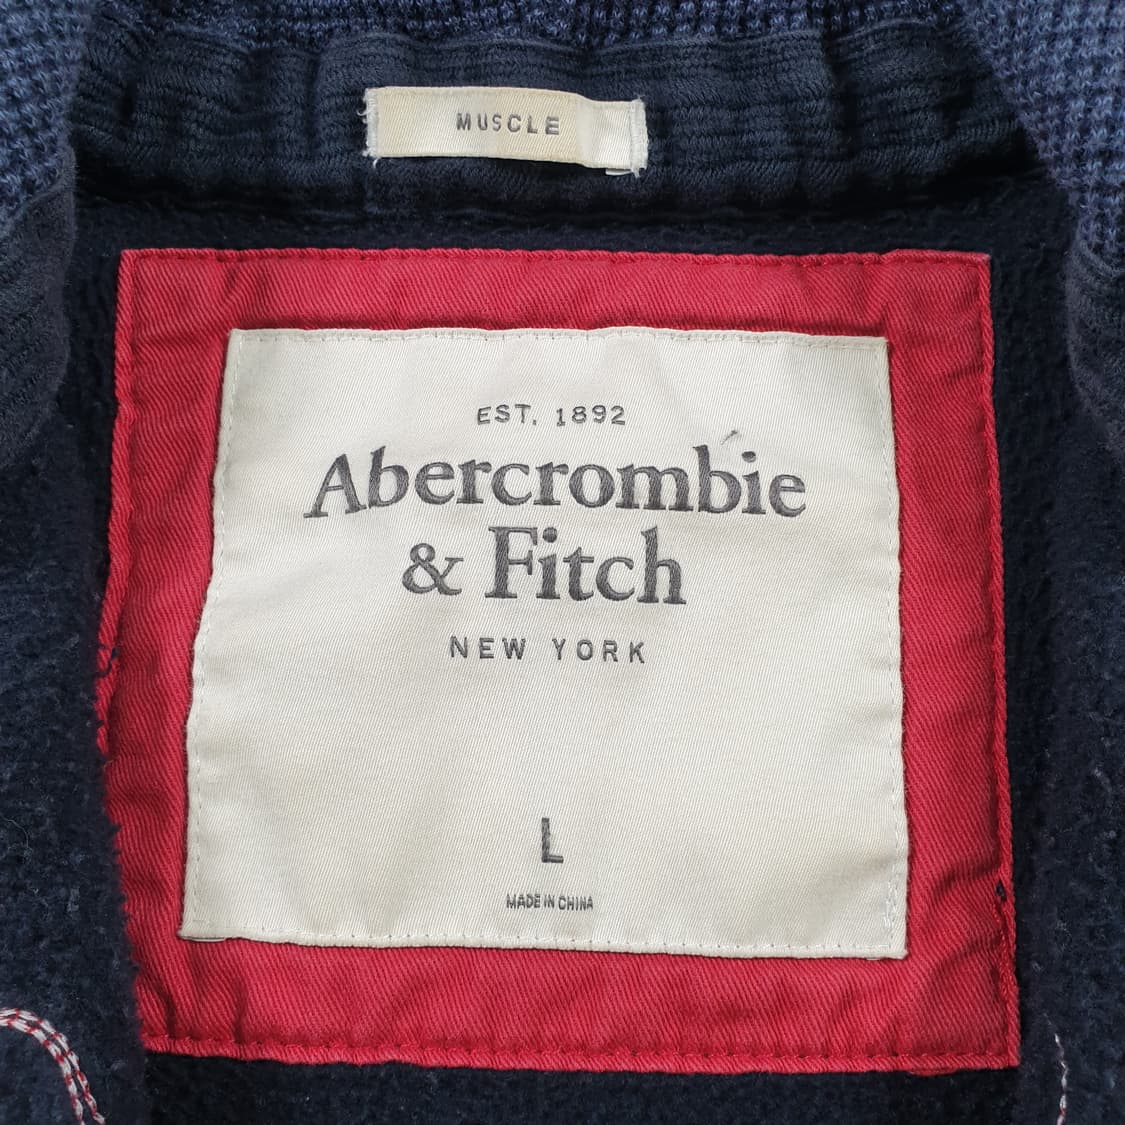 MUSCLE
EST. 1892
Abercrombie
& Fitch
NEW YORK
L
MADE IN CHINA